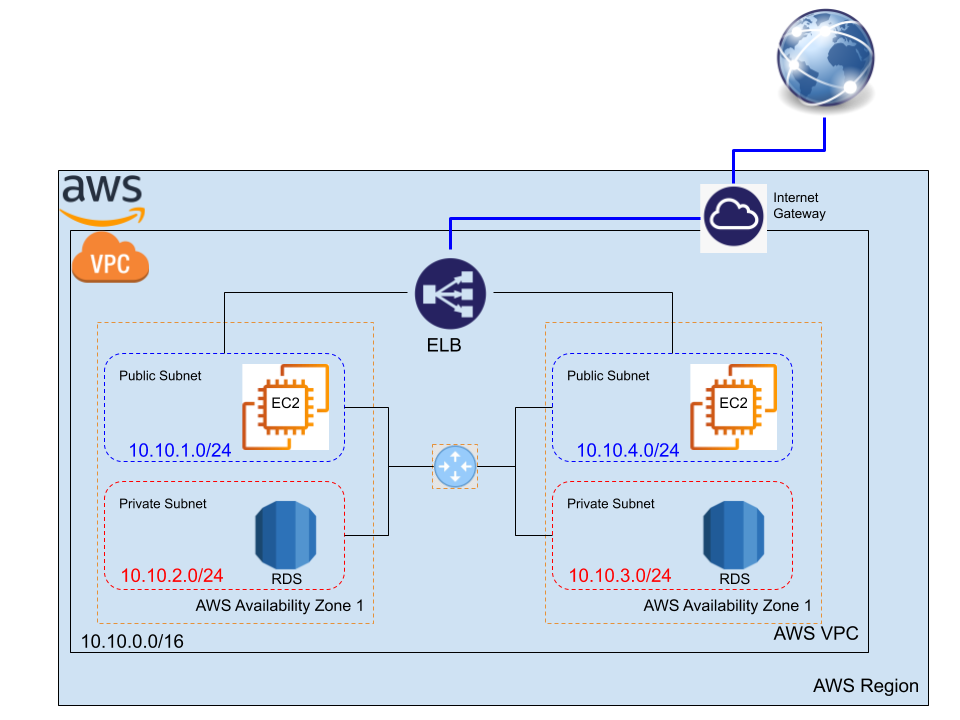 aws
Internet
Gateway
VPC
ELB
Public Subnet
EC2
10.10.1.0/24
Public Subnet
EC2
10.10.4.0/24
Private Subnet
10.10.2.0/24
RDS
AWS Availability Zone 1
Private Subnet
10.10.3.0/24
RDS
AWS Availability Zone 1
10.10.0.0/16
AWS VPC
AWS Region